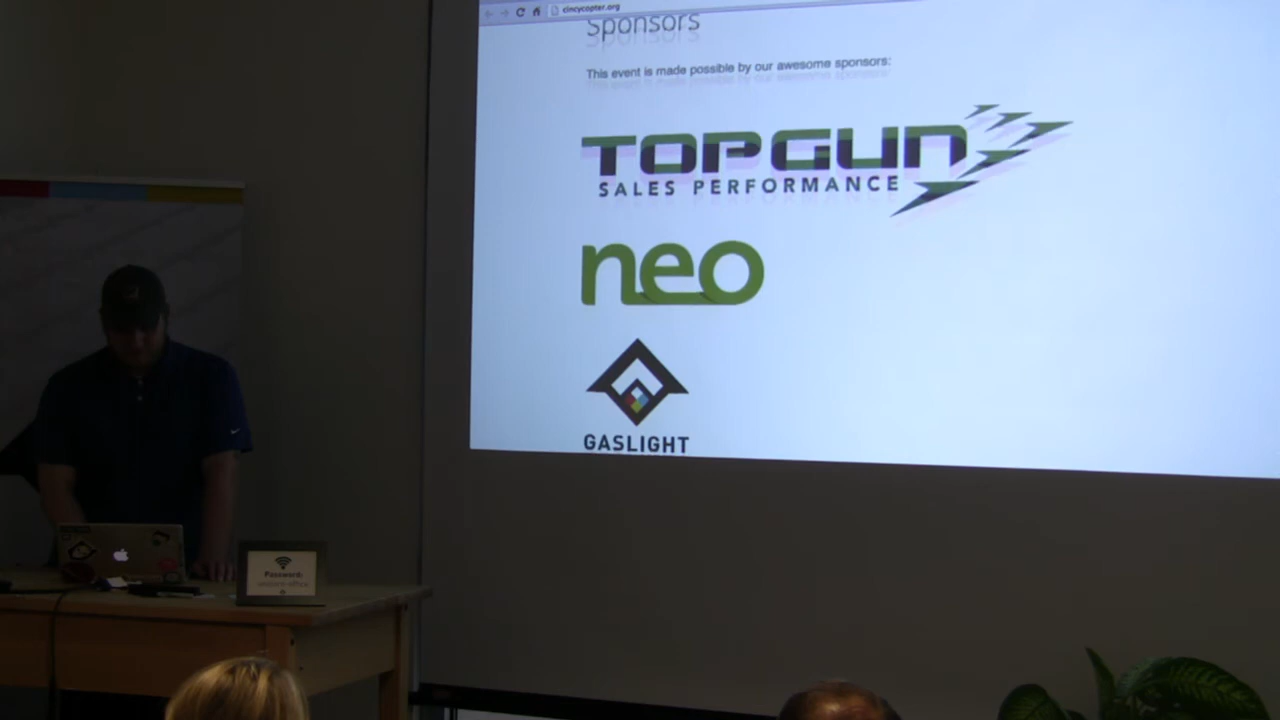 cincycopter.org
Sponsors
This event is made possible by our awesome sponsors:
TOPGUN
SALES PERFORMANCE
neo
GASLIGHT
Password: